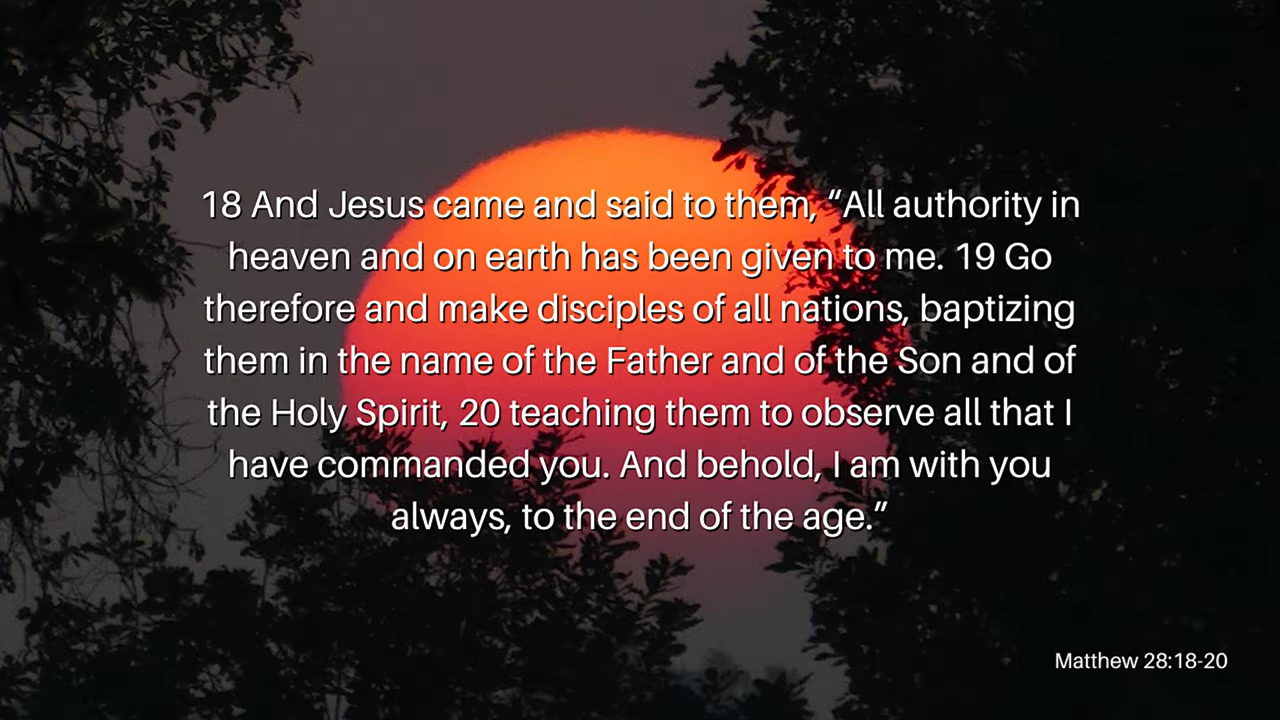 18 And Jesus came and said to them, “All authority in
heaven and on earth has been given to me. 19 Go
therefore and make disciples of all nations, baptizing
them in the name of the Father and of the Son and of
the Holy Spirit, 20 teaching them to observe all that I
have commanded you. And behold, I am with you
always, to the end of the age.”
Matthew 28:18-20